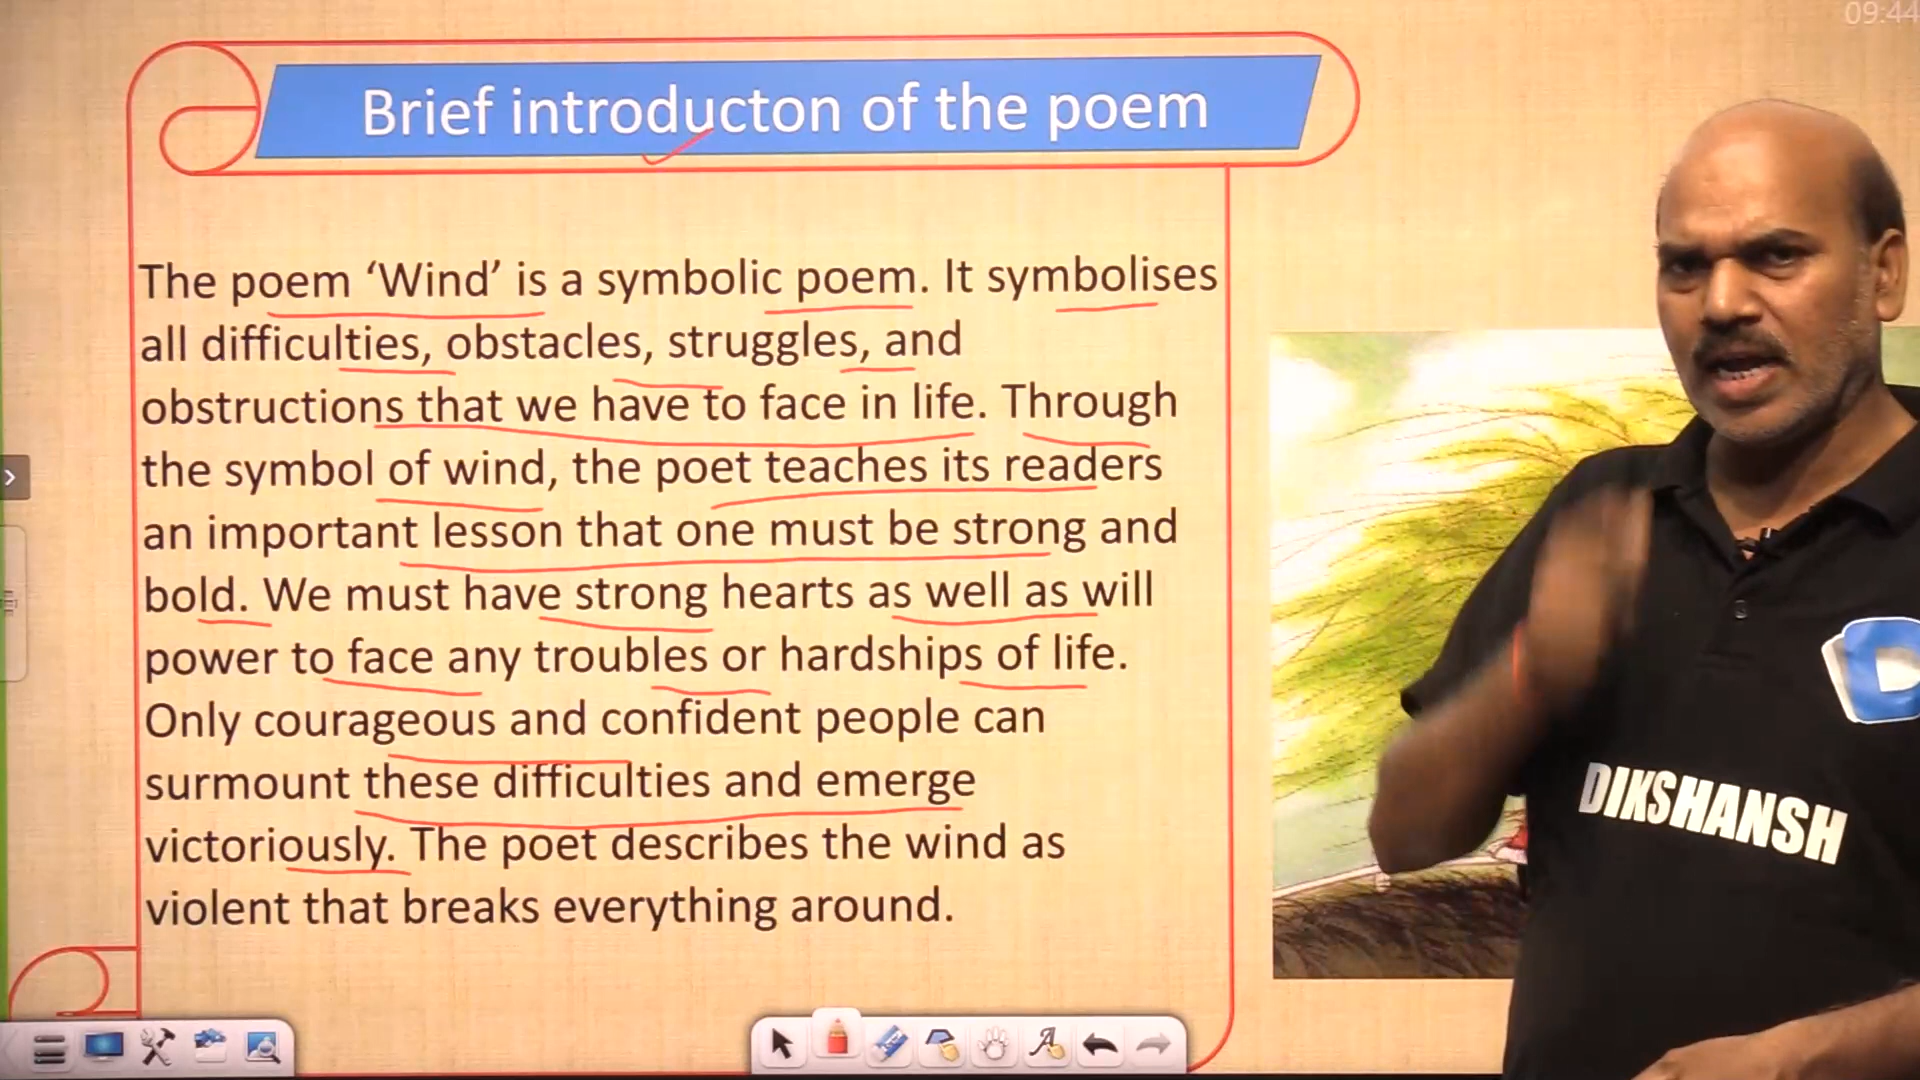 09:44
Brief introducton of the poem
The poem ‘Wind’ is a symbolic poem. It symbolises
all difficulties, obstacles, struggles, and
obstructions that we have to face in life. Through
the symbol of wind, the poet teaches its readers
an important lesson that one must be strong and
bold. We must have strong hearts as well as will
power to face any troubles or hardships of life.
Only courageous and confident people can
surmount these difficulties and emerge
victoriously. The poet describes the wind as
violent that breaks everything around.
D
DIKSHANSH